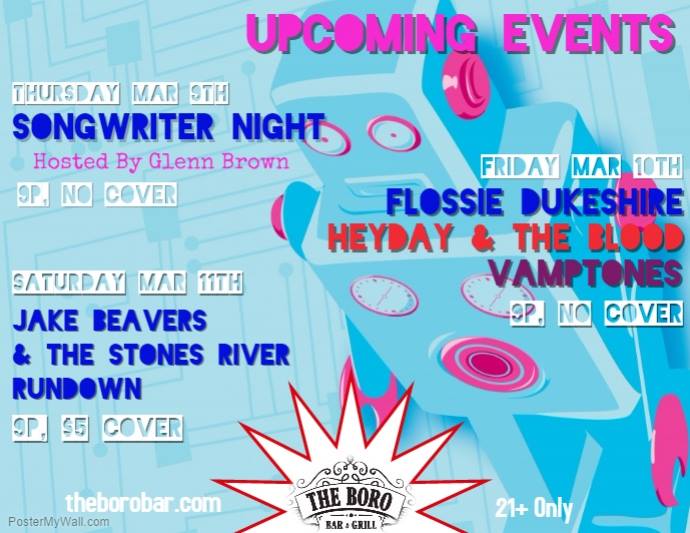 UPCOMING EVENTS
THURSDAY MAR 9TH
SONGWRITER NIGHT
Hosted By Glenn Brown
9P, NO COVER
FRIDAY MAR 10TH
FLOSSIE DUKESHIRE
HEYDAY & THE BLOOD
VAMPTONES
9P, NO COVER
SATURDAY MAR 11TH
JAKE BEAVERS
& THE STONES RIVER
RUNDOWN
9P, $5 COVER
THE BORO
BAR & GRILL
theborobar.com
21+ Only
PosterMyWall.com